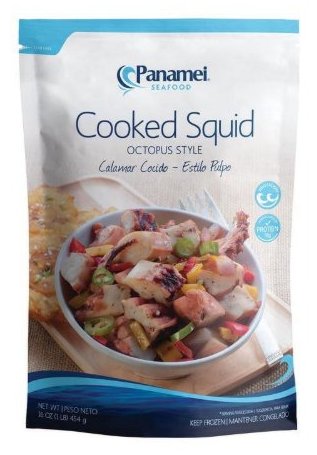 Panamei
SEAFOOD
Cooked Squid
OCTOPUS STYLE
Calamar Cocido - Estilo Pulpo
PROTEIN
NET WT | PESO NETO
16 OZ (1 LB) 454 g
KEEP FROZEN | MANTENER CONGELADO